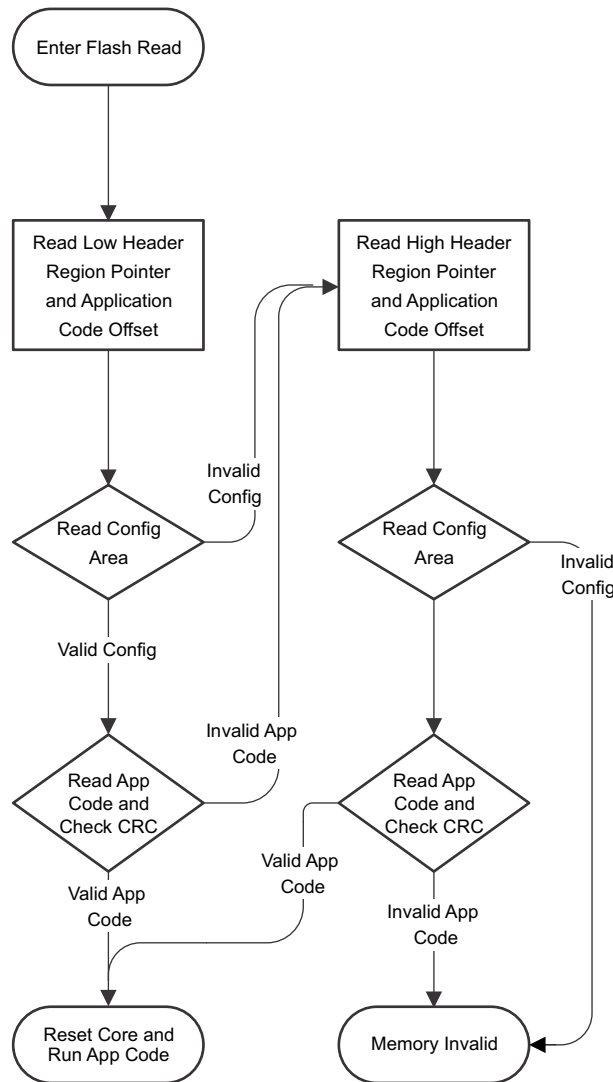 Enter Flash Read
Read Low Header
Region Pointer
and Application
Code Offset
Read High Header
Region Pointer
and Application
Code Offset
Invalid
Config
Read Config
Area
Read Config
Area
Invalid
Config
Valid Config
Invalid App
Code
Read App
Code and
Check CRC
Read App
Code and
Check CRC
Valid App
Code
Valid App
Code
Invalid App
Code
Reset Core and
Run App Code
Memory Invalid